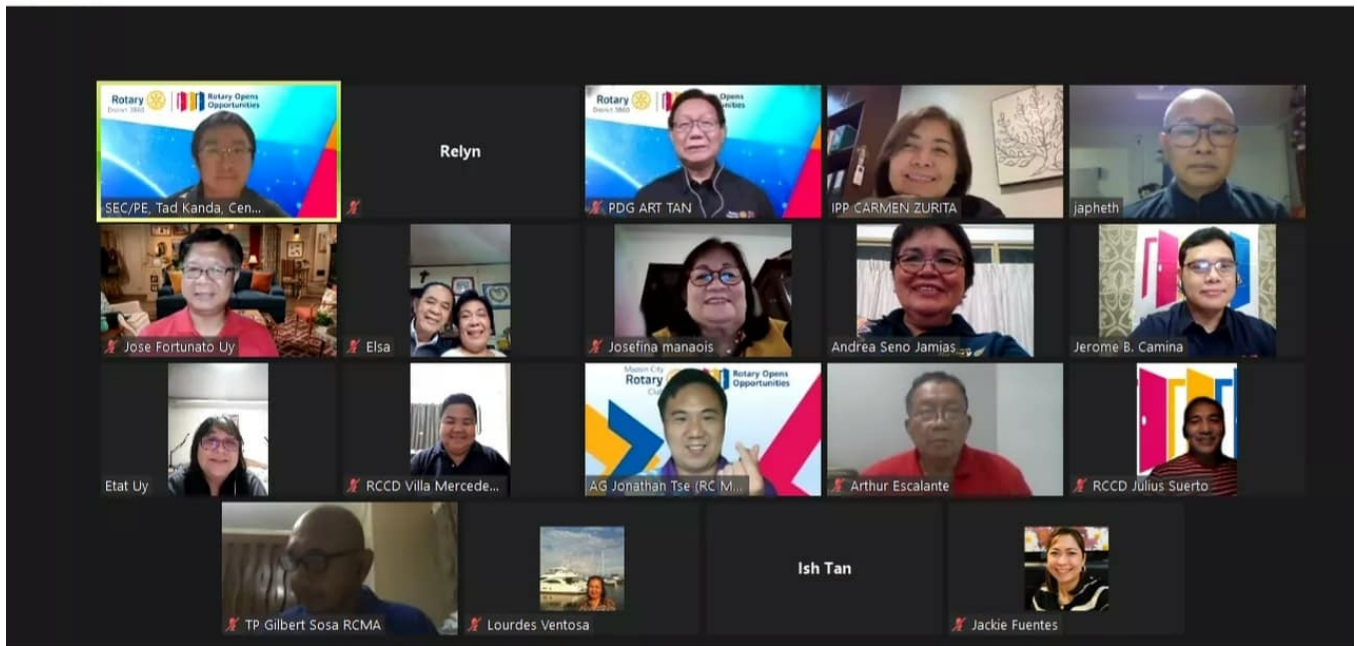 Rotary
District 3860
Rotary Opens
Opportunities
SEC/PE, Tad Kanda, Cen...
Relyn
Rotary
District 3860
Opens
Opportunities
PDG ART TAN
IPP CARMEN ZURITA
japheth
Jose Fortunato Uy
Elsa
Josefina manaois
Andrea Seno Jamias
Jerome B. Camina
Etat Uy
RCCD Villa Mercede...
Rotary
Rotary Opens
Opportunities
AG Jonathan Tse (RC M...
Arthur Escalante
RCCD Julius Suerto
TP Gilbert Sosa RCMA
Lourdes Ventosa
Ish Tan
Jackie Fuentes